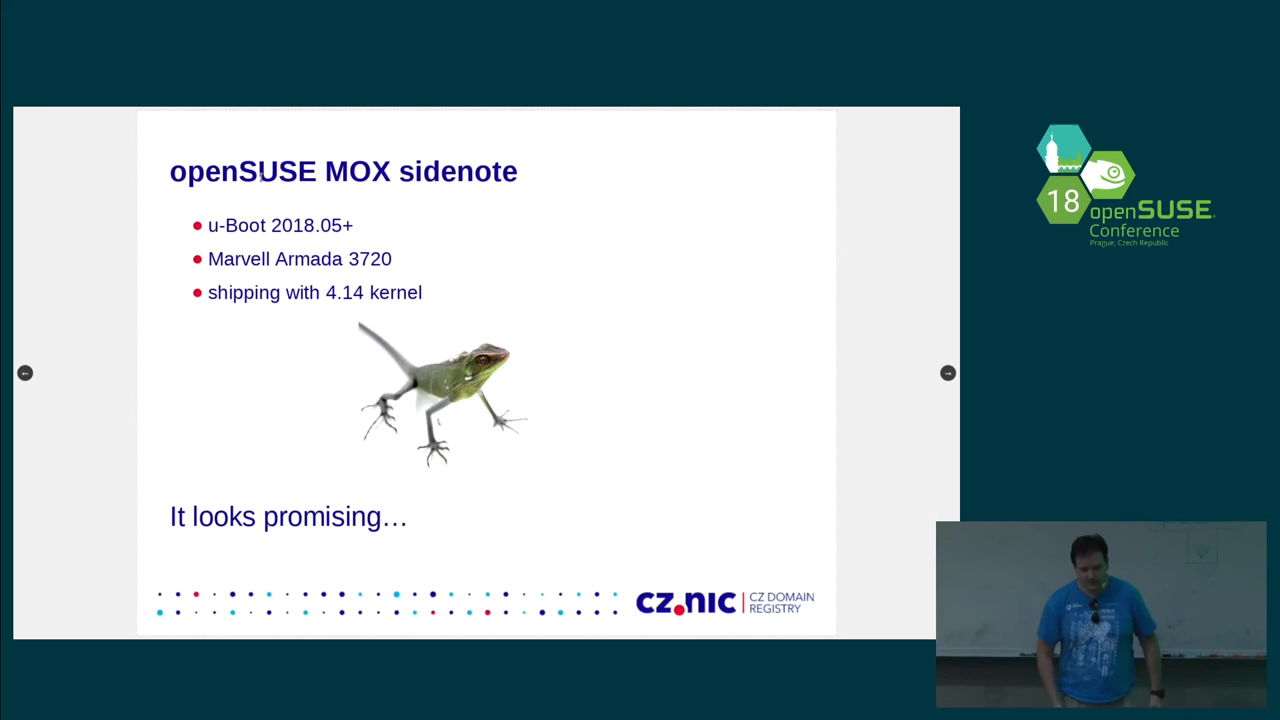 openSUSE MOX sidenote
u-Boot 2018.05+
Marvell Armada 3720
shipping with 4.14 kernel
It looks promising…
CZ.NIC | CZ DOMAIN
REGISTRY
18
openSUSE
Conference
Prague, Czech Republic